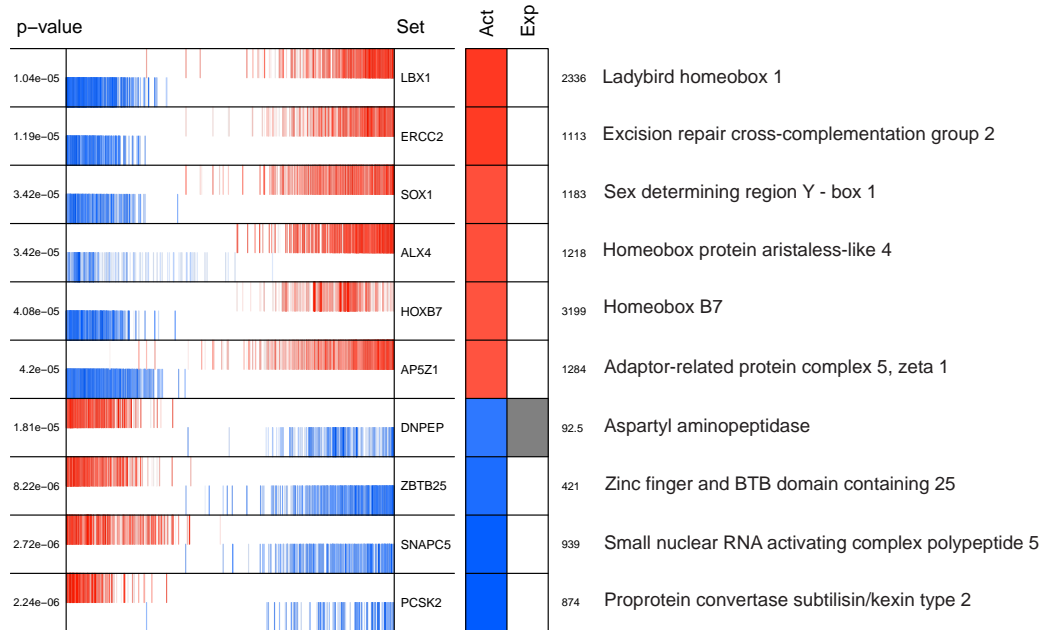 p−value Set Act Exp
1.04e−05 LBX1 2336 Ladybird homeobox 1
1.19e−05 ERCC2 1113 Excision repair cross-complementation group 2
3.42e−05 SOX1 1183 Sex determining region Y - box 1
3.42e−05 ALX4 1218 Homeobox protein aristaless-like 4
4.08e−05 HOXB7 3199 Homeobox B7
4.2e−05 AP5Z1 1284 Adaptor-related protein complex 5, zeta 1
1.81e−05 DNPEP 92.5 Aspartyl aminopeptidase
8.22e−06 ZBTB25 421 Zinc finger and BTB domain containing 25
2.72e−06 SNAPC5 939 Small nuclear RNA activating complex polypeptide 5
2.24e−06 PCSK2 874 Proprotein convertase subtilisin/kexin type 2